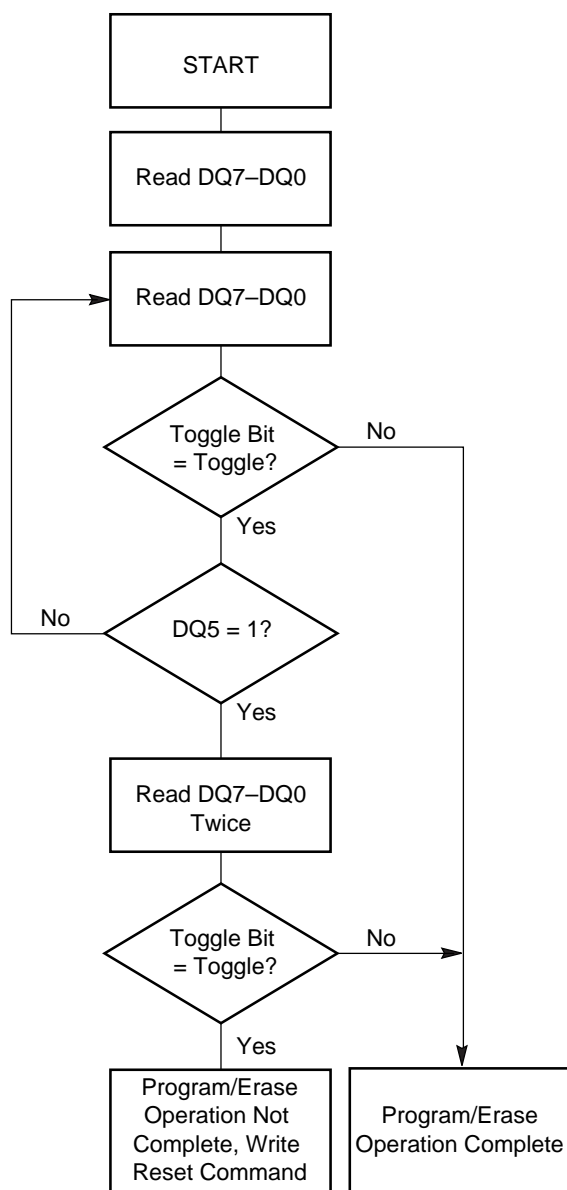 START
Read DQ7–DQ0
Read DQ7–DQ0
Toggle Bit
= Toggle?
No
Yes
No
DQ5 = 1?
Yes
Read DQ7–DQ0
Twice
Toggle Bit
= Toggle?
No
Yes
Program/Erase
Operation Not
Complete, Write
Reset Command
Program/Erase
Operation Complete